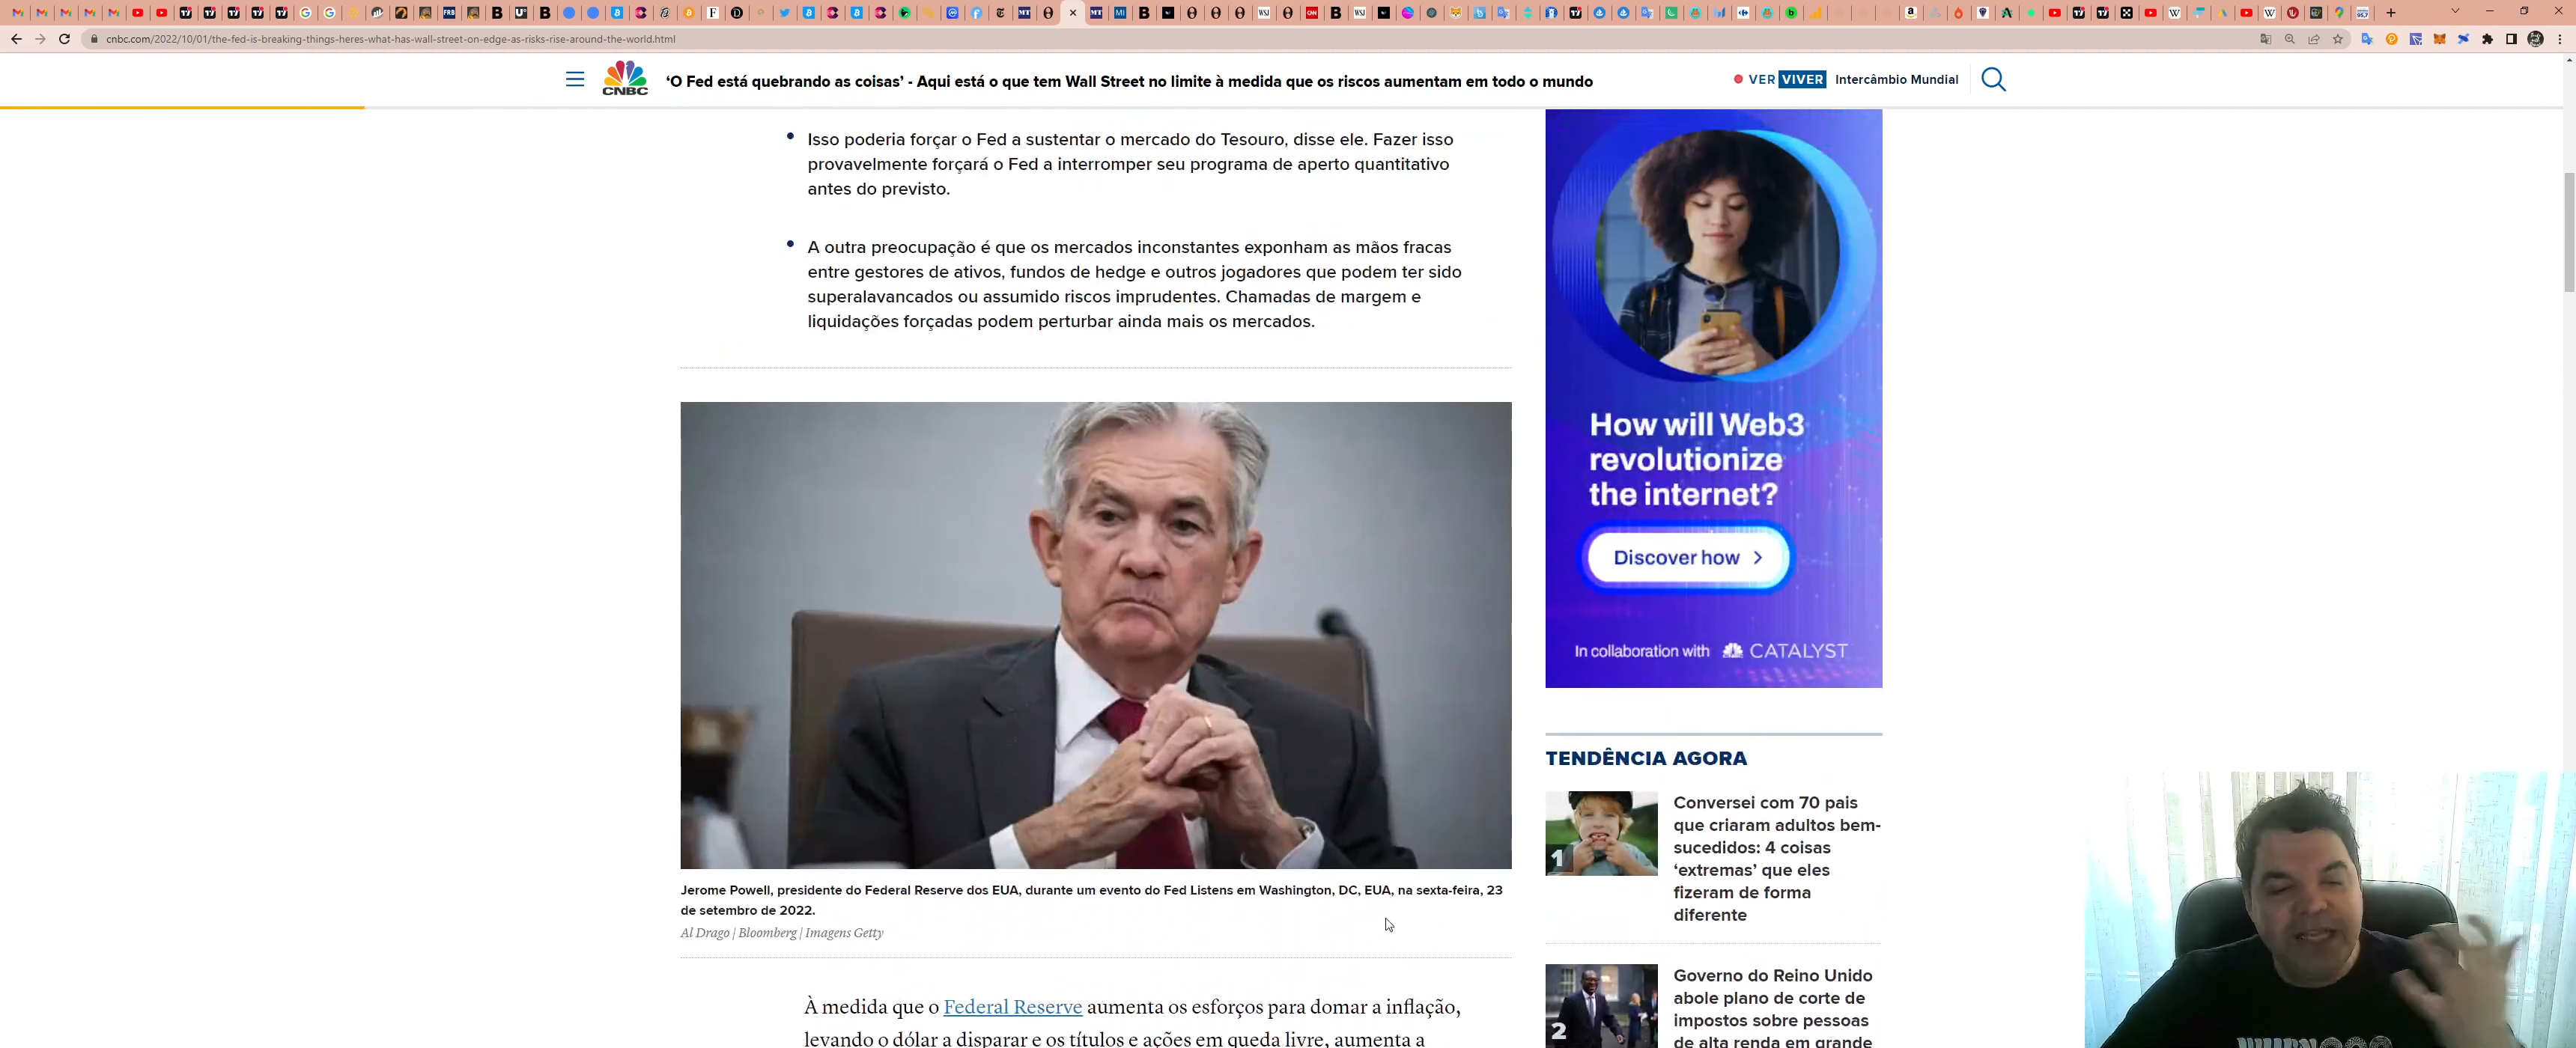 cnbc.com/2022/10/01/the-fed-is-breaking-things-heres-what-has-wall-street-on-edge-as-risks-rise-around-the-world.html
CNBC
‘O Fed está quebrando as coisas’ - Aqui está o que tem Wall Street no limite à medida que os riscos aumentam em todo o mundo
VER VIVER Intercâmbio Mundial
Isso poderia forçar o Fed a sustentar o mercado do Tesouro, disse ele. Fazer isso
provavelmente forçará o Fed a interromper seu programa de aperto quantitativo
antes do previsto.
A outra preocupação é que os mercados inconstantes exponham as mãos fracas
entre gestores de ativos, fundos de hedge e outros jogadores que podem ter sido
superalavancados ou assumido riscos imprudentes. Chamadas de margem e
liquidações forçadas podem perturbar ainda mais os mercados.
Jerome Powell, presidente do Federal Reserve dos EUA, durante um evento do Fed Listens em Washington, DC, EUA, na sexta-feira, 23
de setembro de 2022.
Al Drago | Bloomberg | Imagens Getty
À medida que o Federal Reserve aumenta os esforços para domar a inflação,
levando o dólar a disparar e os títulos e ações em queda livre, aumenta a
How will Web3
revolutionize
the internet?
Discover how
In collaboration with CATALYST
TENDÊNCIA AGORA
1
Conversei com 70 pais
que criaram adultos bem-
sucedidos: 4 coisas
‘extremas’ que eles
fizeram de forma
diferente
2
Governo do Reino Unido
abole plano de corte de
impostos sobre pessoas
de alta renda em grande